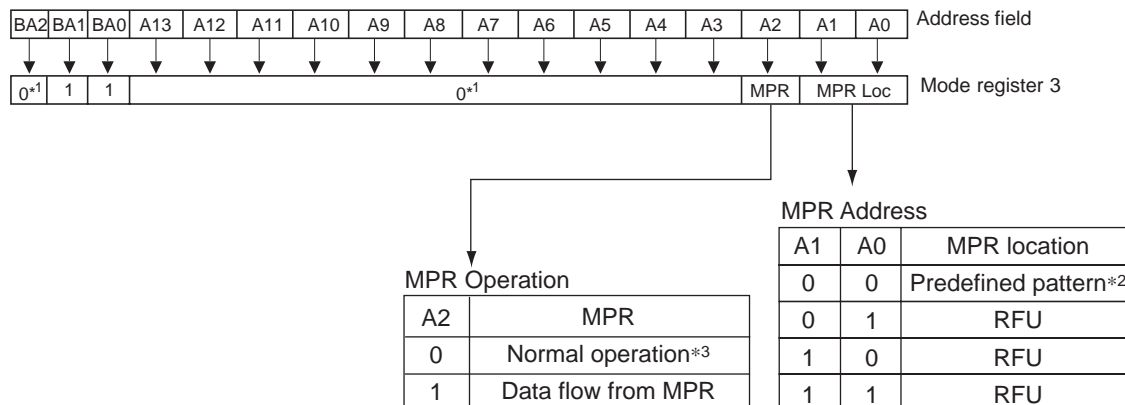 BA2 BA1 BA0 A13 A12 A11 A10 A9 A8 A7 A6 A5 A4 A3 A2 A1 A0 Address field
0*1 1 1 0*1 MPR MPR Loc Mode register 3
MPR Operation
A2 MPR
0 Normal operation*3
1 Data flow from MPR
MPR Address
A1 A0 MPR location
0 0 Predefined pattern*2
0 1 RFU
1 0 RFU
1 1 RFU